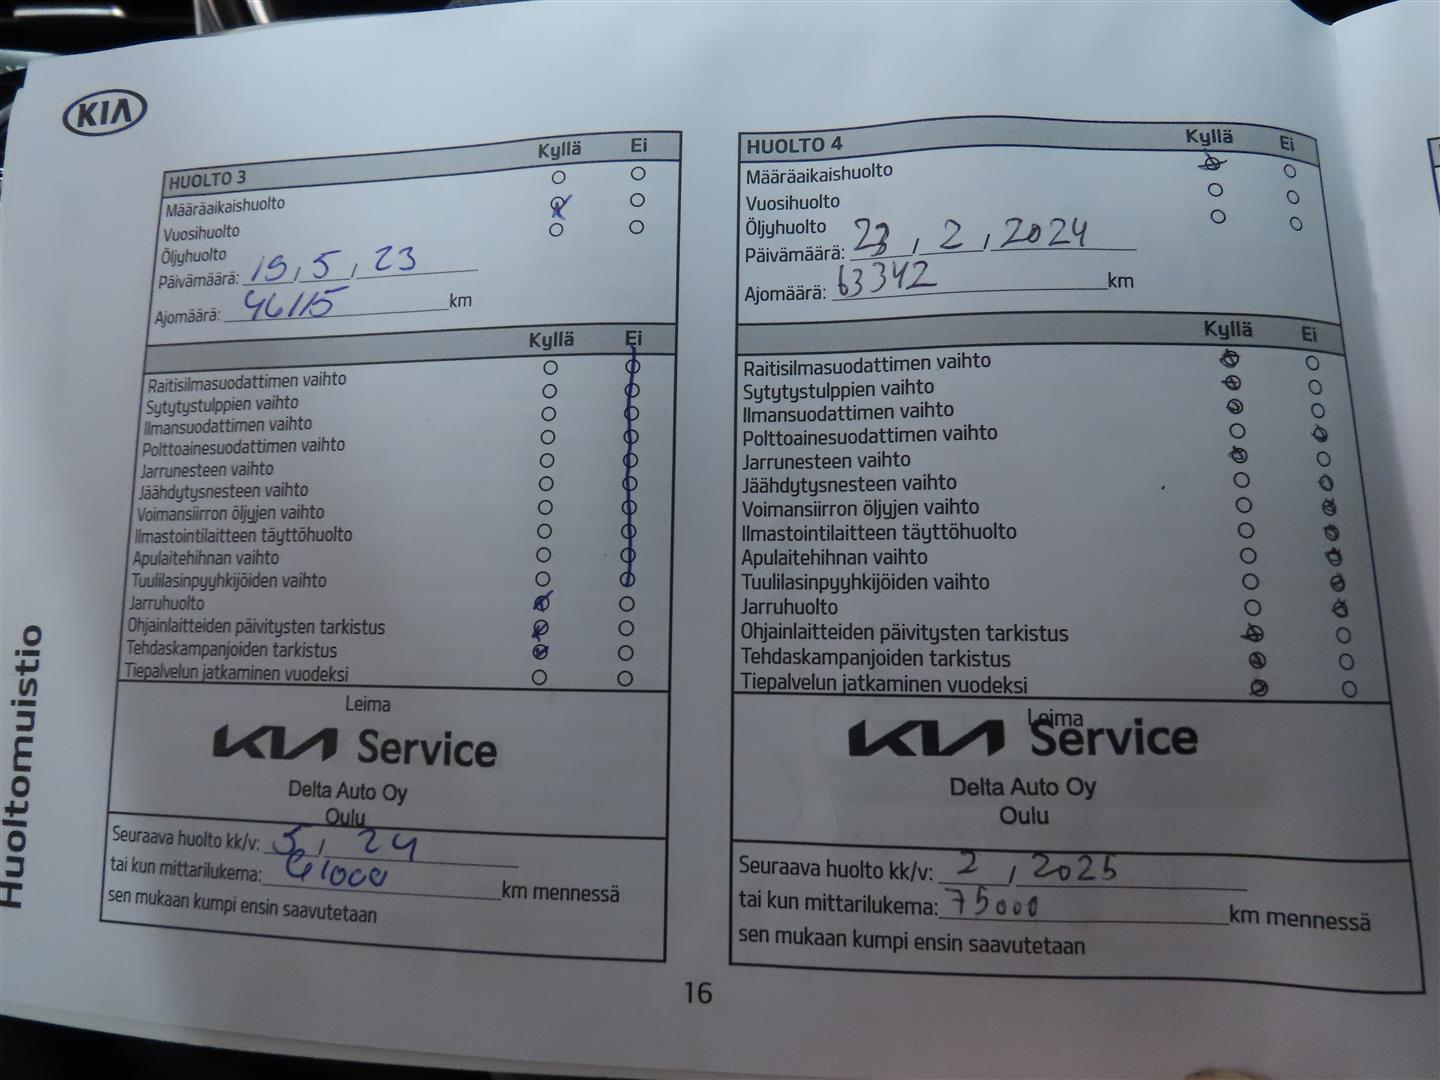 KIA
HUOLTO 3 Kyllä Ei
Määräaikaishuolto
Vuosihuolto
Öljyhuolto
Päivämäärä: 15, 5, 23
Ajomäärä: 46115 km
Kyllä Ei
Raitisilmasuodattimen vaihto
Sytytystulppien vaihto
Ilmansuodattimen vaihto
Polttoainesuodattimen vaihto
Jarrunesteen vaihto
Jäähdytysnesteen vaihto
Voimansiirron öljyjen vaihto
Ilmastointilaitteen täyttöhuolto
Apulaitehihnan vaihto
Tuulilasinpyyhkijöiden vaihto
Jarruhuolto
Ohjainlaitteiden päivitysten tarkistus
Tehdaskampanjoiden tarkistus
Tiepalvelun jatkaminen vuodeksi
Leima
KIA Service
Delta Auto Oy
Oulu
Seuraava huolto kk/v: 5, 24
tai kun mittarilukema: 61000 km mennessä
sen mukaan kumpi ensin saavutetaan
HUOLTO 4 Kyllä Ei
Määräaikaishuolto
Vuosihuolto
Öljyhuolto
Päivämäärä: 23, 2, 2024
Ajomäärä: 63342 km
Kyllä Ei
Raitisilmasuodattimen vaihto
Sytytystulppien vaihto
Ilmansuodattimen vaihto
Polttoainesuodattimen vaihto
Jarrunesteen vaihto
Jäähdytysnesteen vaihto
Voimansiirron öljyjen vaihto
Ilmastointilaitteen täyttöhuolto
Apulaitehihnan vaihto
Tuulilasinpyyhkijöiden vaihto
Jarruhuolto
Ohjainlaitteiden päivitysten tarkistus
Tehdaskampanjoiden tarkistus
Tiepalvelun jatkaminen vuodeksi
Leima
KIA Service
Delta Auto Oy
Oulu
Seuraava huolto kk/v: 2, 2025
tai kun mittarilukema: 75000 km mennessä
sen mukaan kumpi ensin saavutetaan
Huoltomuistio
16